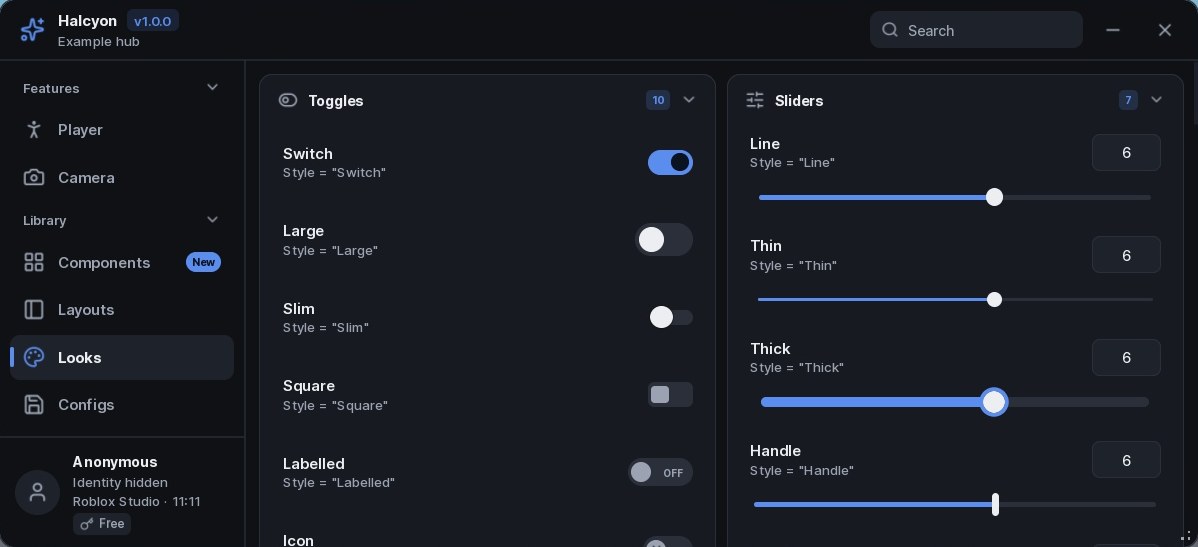 Halcyon v1.0.0
Example hub
Search
Features
Player
Camera
Library
Components New
Layouts
Looks
Configs
Anonymous
Identity hidden
Roblox Studio · 11:11
Free
Toggles 10
Switch
Style = "Switch"
Large
Style = "Large"
Slim
Style = "Slim"
Square
Style = "Square"
Labelled
Style = "Labelled"
OFF
Icon
Sliders 7
Line
Style = "Line"
6
Thin
Style = "Thin"
6
Thick
Style = "Thick"
6
Handle
Style = "Handle"
6